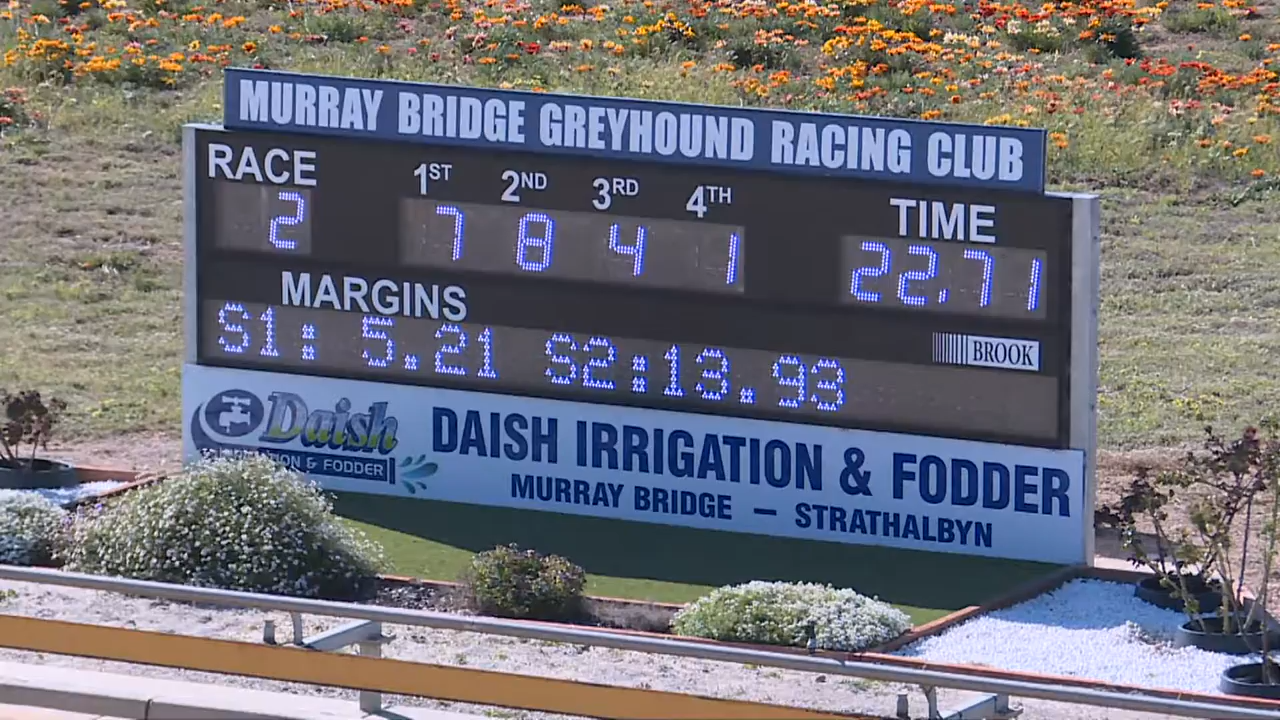 MURRAY BRIDGE GREYHOUND RACING CLUB
RACE 1ST 2ND 3RD 4TH TIME
2 7 8 4 1 22.71
MARGINS
S1: 5.21 S2:13.93
BROOK
Daish
& FODDER
DAISH IRRIGATION & FODDER
MURRAY BRIDGE – STRATHALBYN